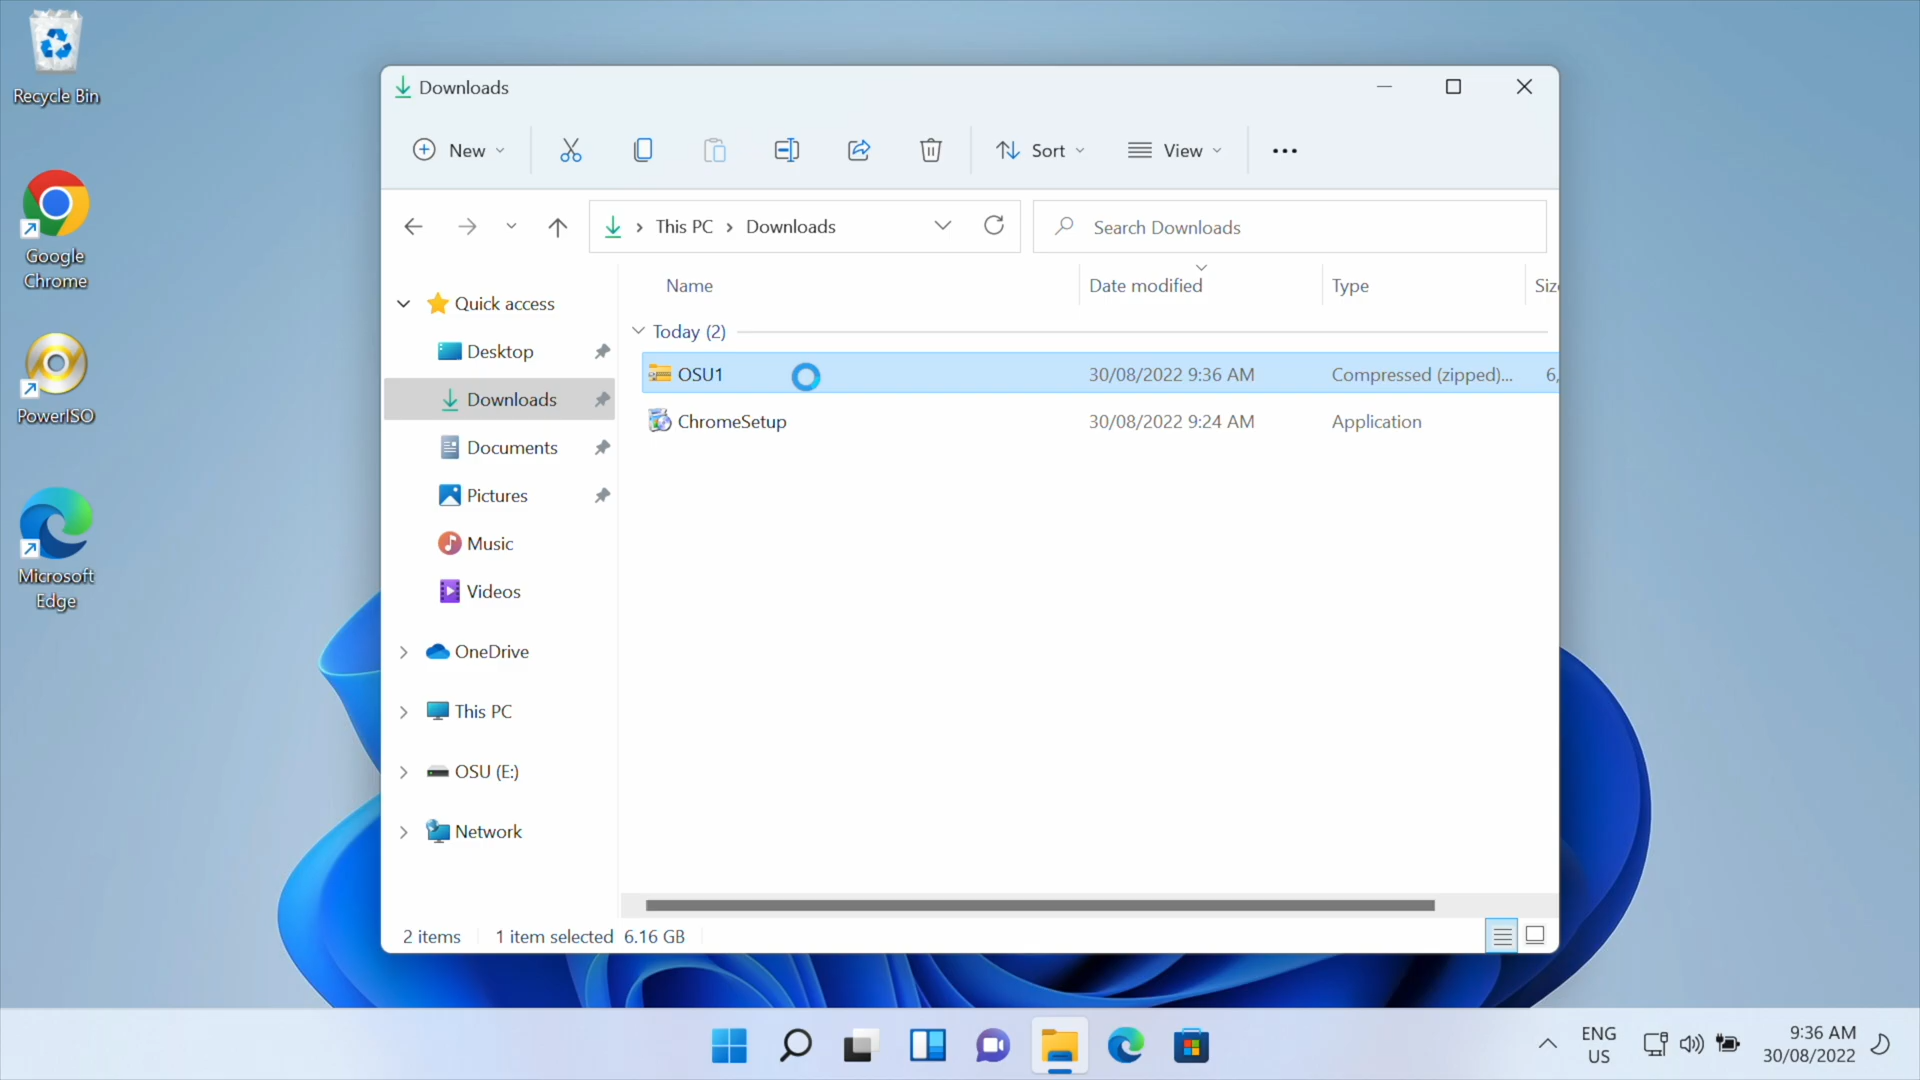 Recycle Bin
Google
Chrome
PowerISO
Microsoft
Edge
Downloads
New
Sort
View
This PC
Downloads
Search Downloads
Name
Date modified
Type
Siz
Quick access
Desktop
Downloads
Documents
Pictures
Music
Videos
OneDrive
This PC
OSU (E:)
Network
Today (2)
OSU1
30/08/2022 9:36 AM
Compressed (zipped)...
6,
ChromeSetup
30/08/2022 9:24 AM
Application
2 items
1 item selected 6.16 GB
ENG
US
9:36 AM
30/08/2022